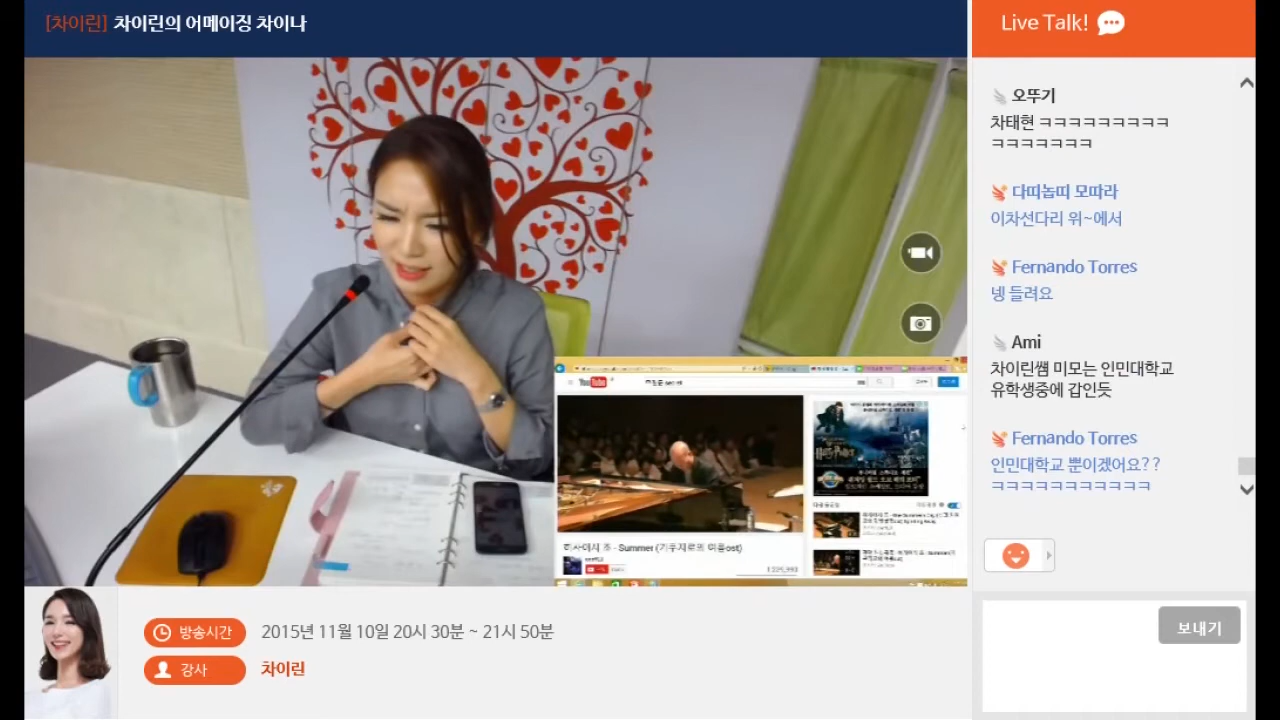 [차이린] 차이린의 어메이징 차이나
Live Talk!
오뚜기
차태현 ㅋㅋㅋㅋㅋㅋㅋㅋㅋ
ㅋㅋㅋㅋㅋㅋㅋ
다띠놉띠 모따라
이차선다리 위~에서
Fernando Torres
넹 들려요
Ami
차이린쌤 미모는 인민대학교
유학생중에 갑인듯
Fernando Torres
인민대학교 뿐이겠어요??
ㅋㅋㅋㅋㅋㅋㅋㅋㅋㅋㅋ
YouTube
히사이시 조 - Summer (기쿠지로의 여름ost)
보내기
방송시간 2015년 11월 10일 20시 30분 ~ 21시 50분
강사 차이린